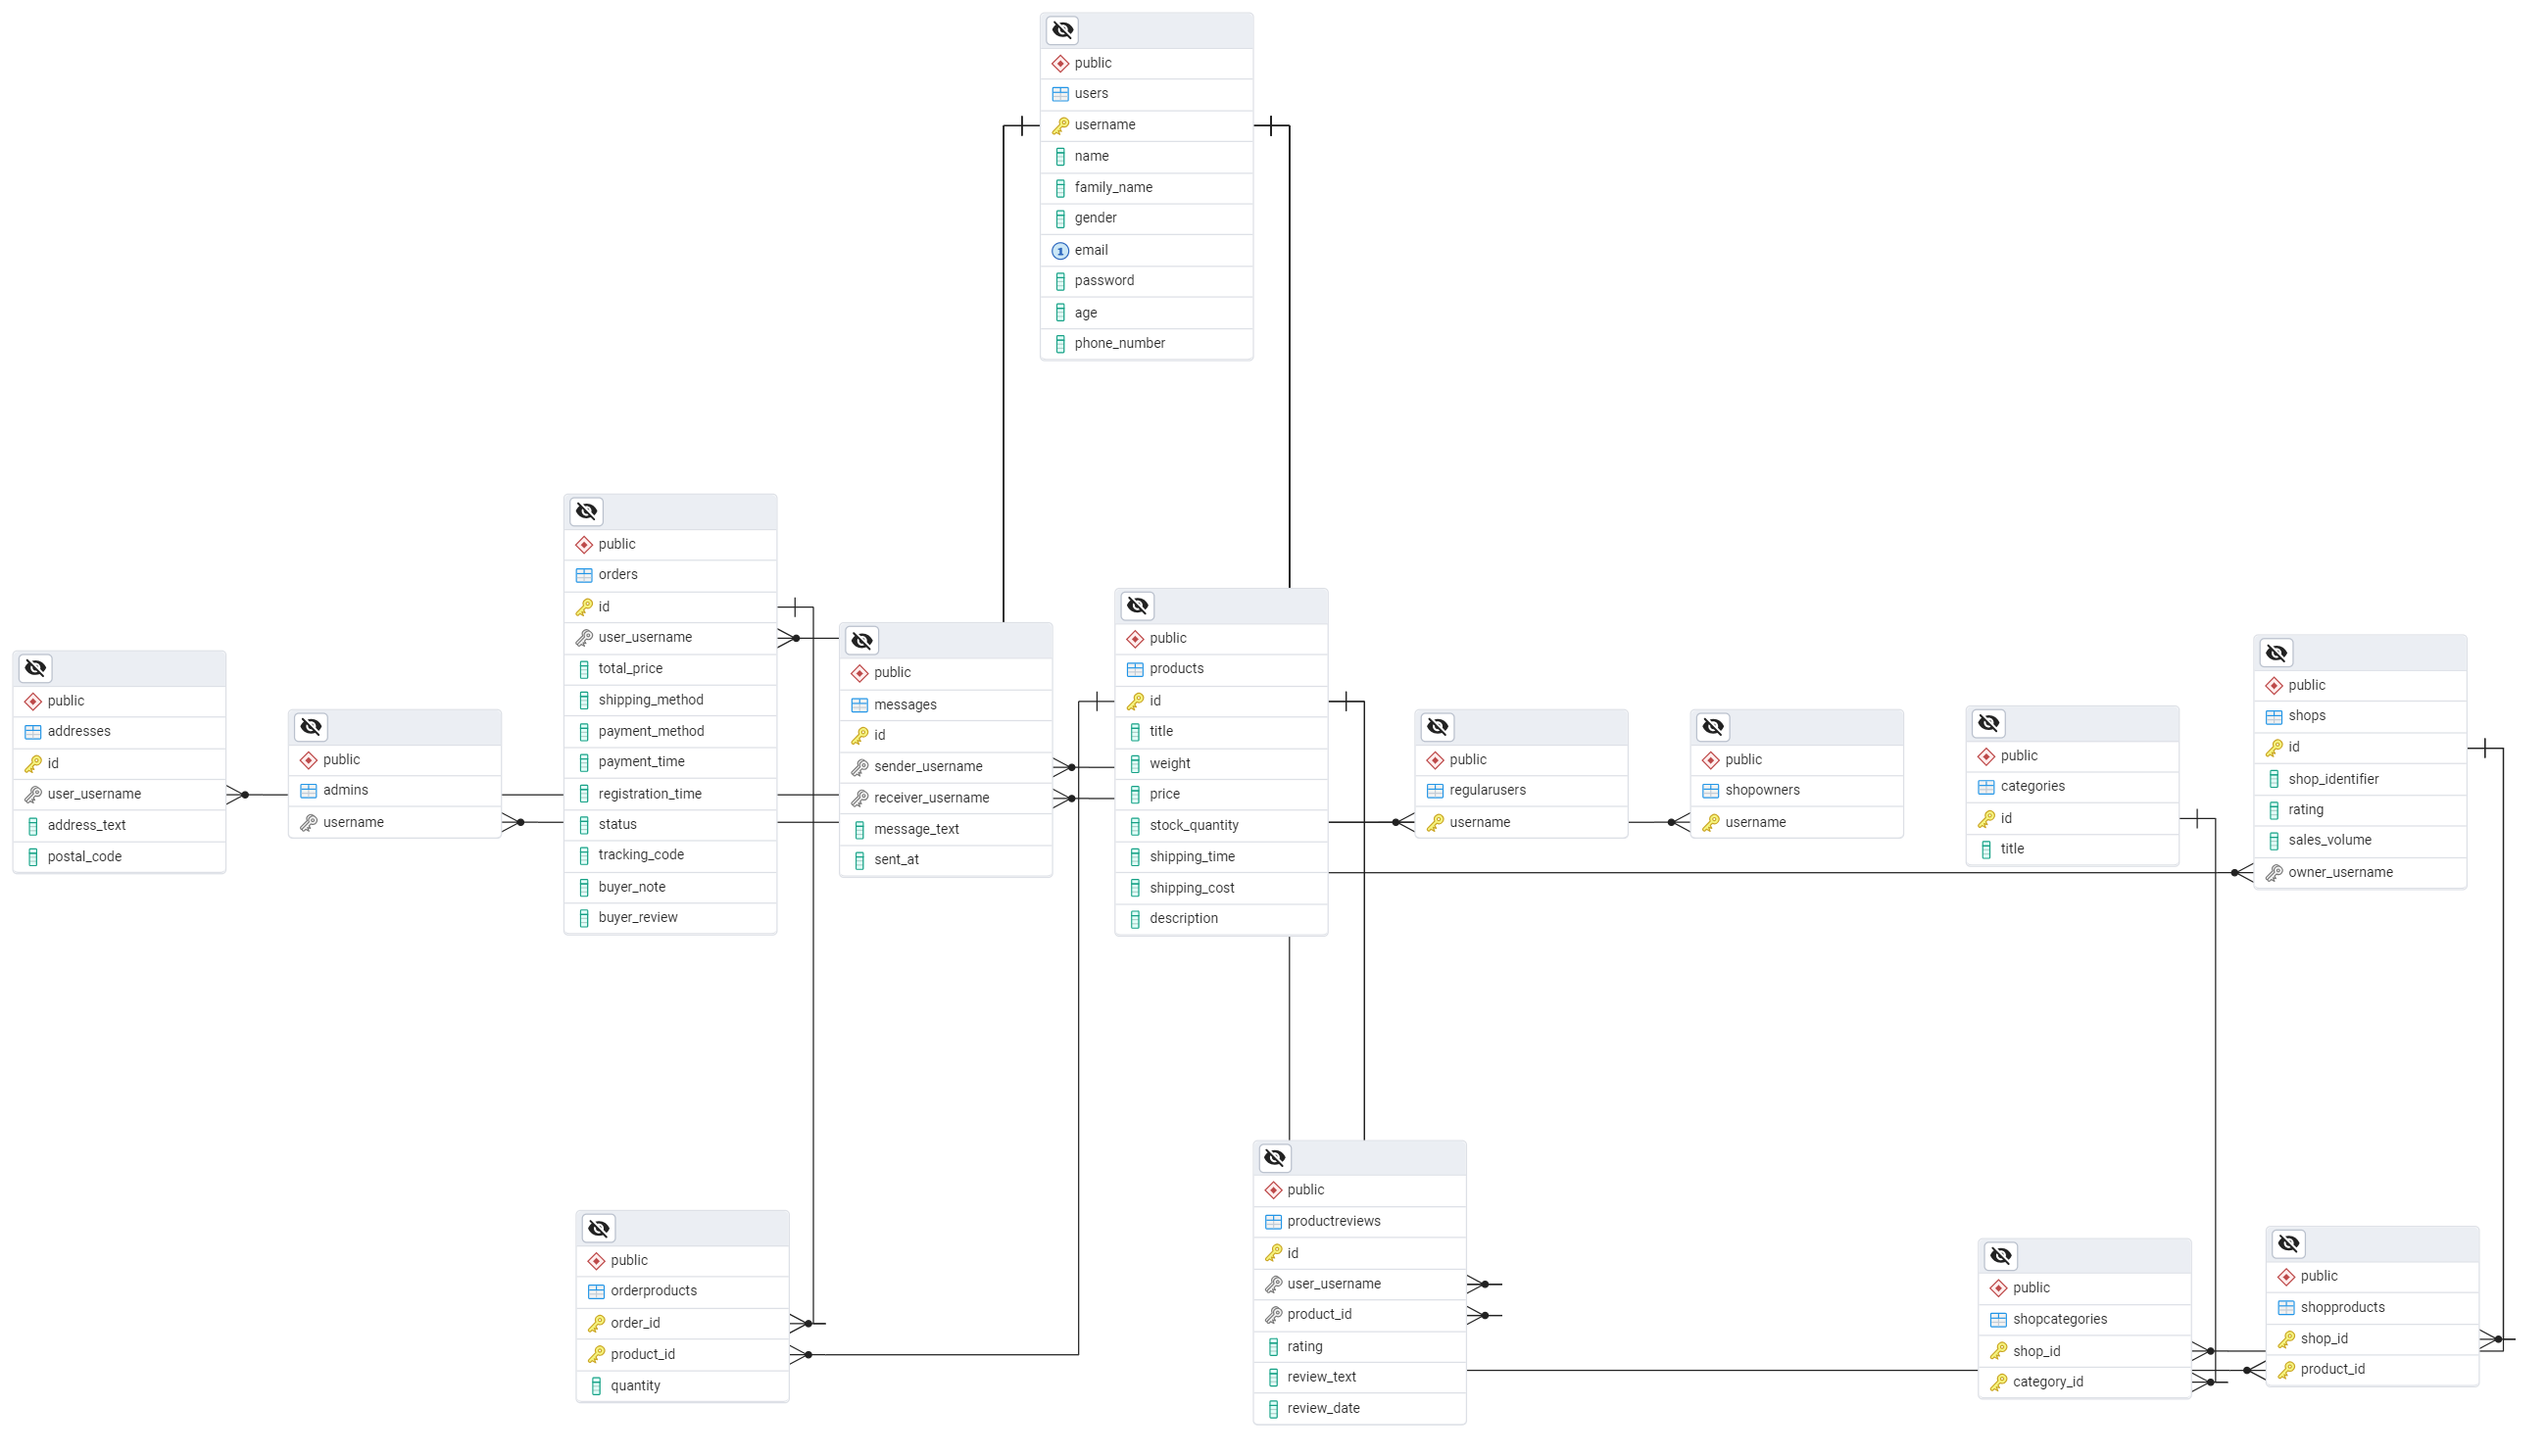 public
users
username
name
family_name
gender
email
password
age
phone_number
public
addresses
id
user_username
address_text
postal_code
public
admins
username
public
orders
id
user_username
total_price
shipping_method
payment_method
payment_time
registration_time
status
tracking_code
buyer_note
buyer_review
public
messages
id
sender_username
receiver_username
message_text
sent_at
public
products
id
title
weight
price
stock_quantity
shipping_time
shipping_cost
description
public
regularusers
username
public
shopowners
username
public
categories
id
title
public
shops
id
shop_identifier
rating
sales_volume
owner_username
public
orderproducts
order_id
product_id
quantity
public
productreviews
id
user_username
product_id
rating
review_text
review_date
public
shopcategories
shop_id
category_id
public
shopproducts
shop_id
product_id